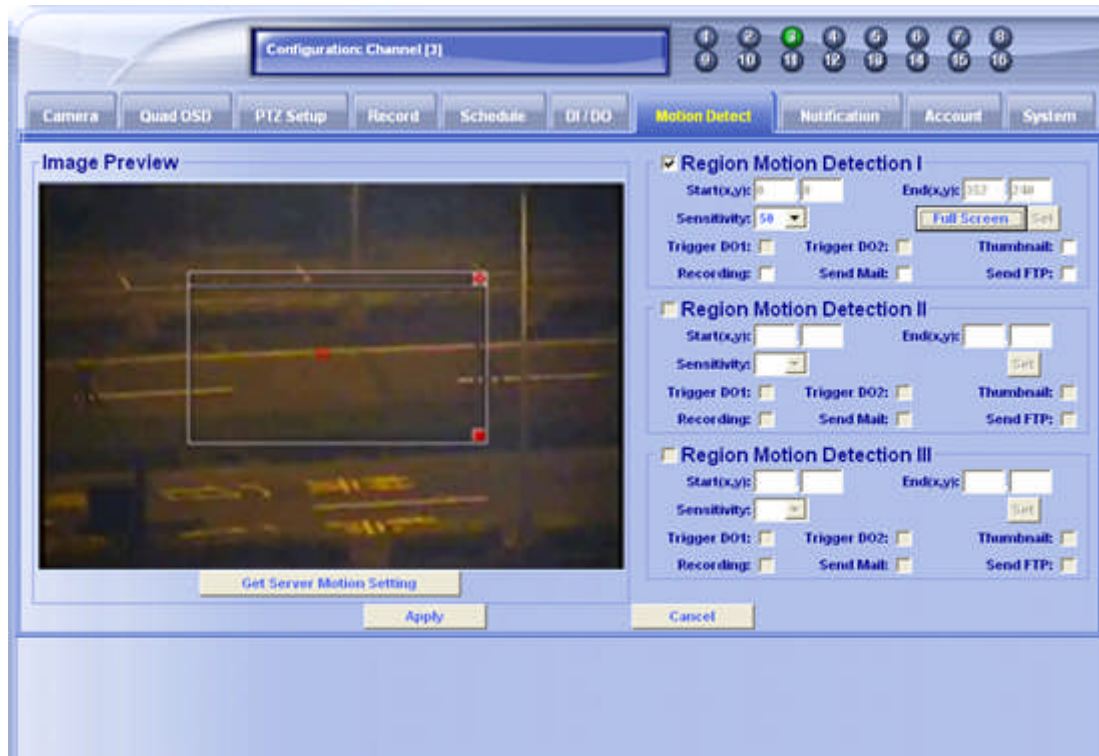 Configuration: Channel [3]
1 2 3 4 5 6 7 8
9 10 11 12 13 14 15 16
Camera Quad OSD PTZ Setup Record Schedule DI / DO Motion Detect Notification Account System
Image Preview
Get Server Motion Setting
Region Motion Detection I
Start(x,y): 0 0 End(x,y): 352 240
Sensitivity: 50 Full Screen Set
Trigger DO1: Trigger DO2: Thumbnail:
Recording: Send Mail: Send FTP:
Region Motion Detection II
Start(x,y): End(x,y):
Sensitivity: Set
Trigger DO1: Trigger DO2: Thumbnail:
Recording: Send Mail: Send FTP:
Region Motion Detection III
Start(x,y): End(x,y):
Sensitivity: Set
Trigger DO1: Trigger DO2: Thumbnail:
Recording: Send Mail: Send FTP:
Apply Cancel